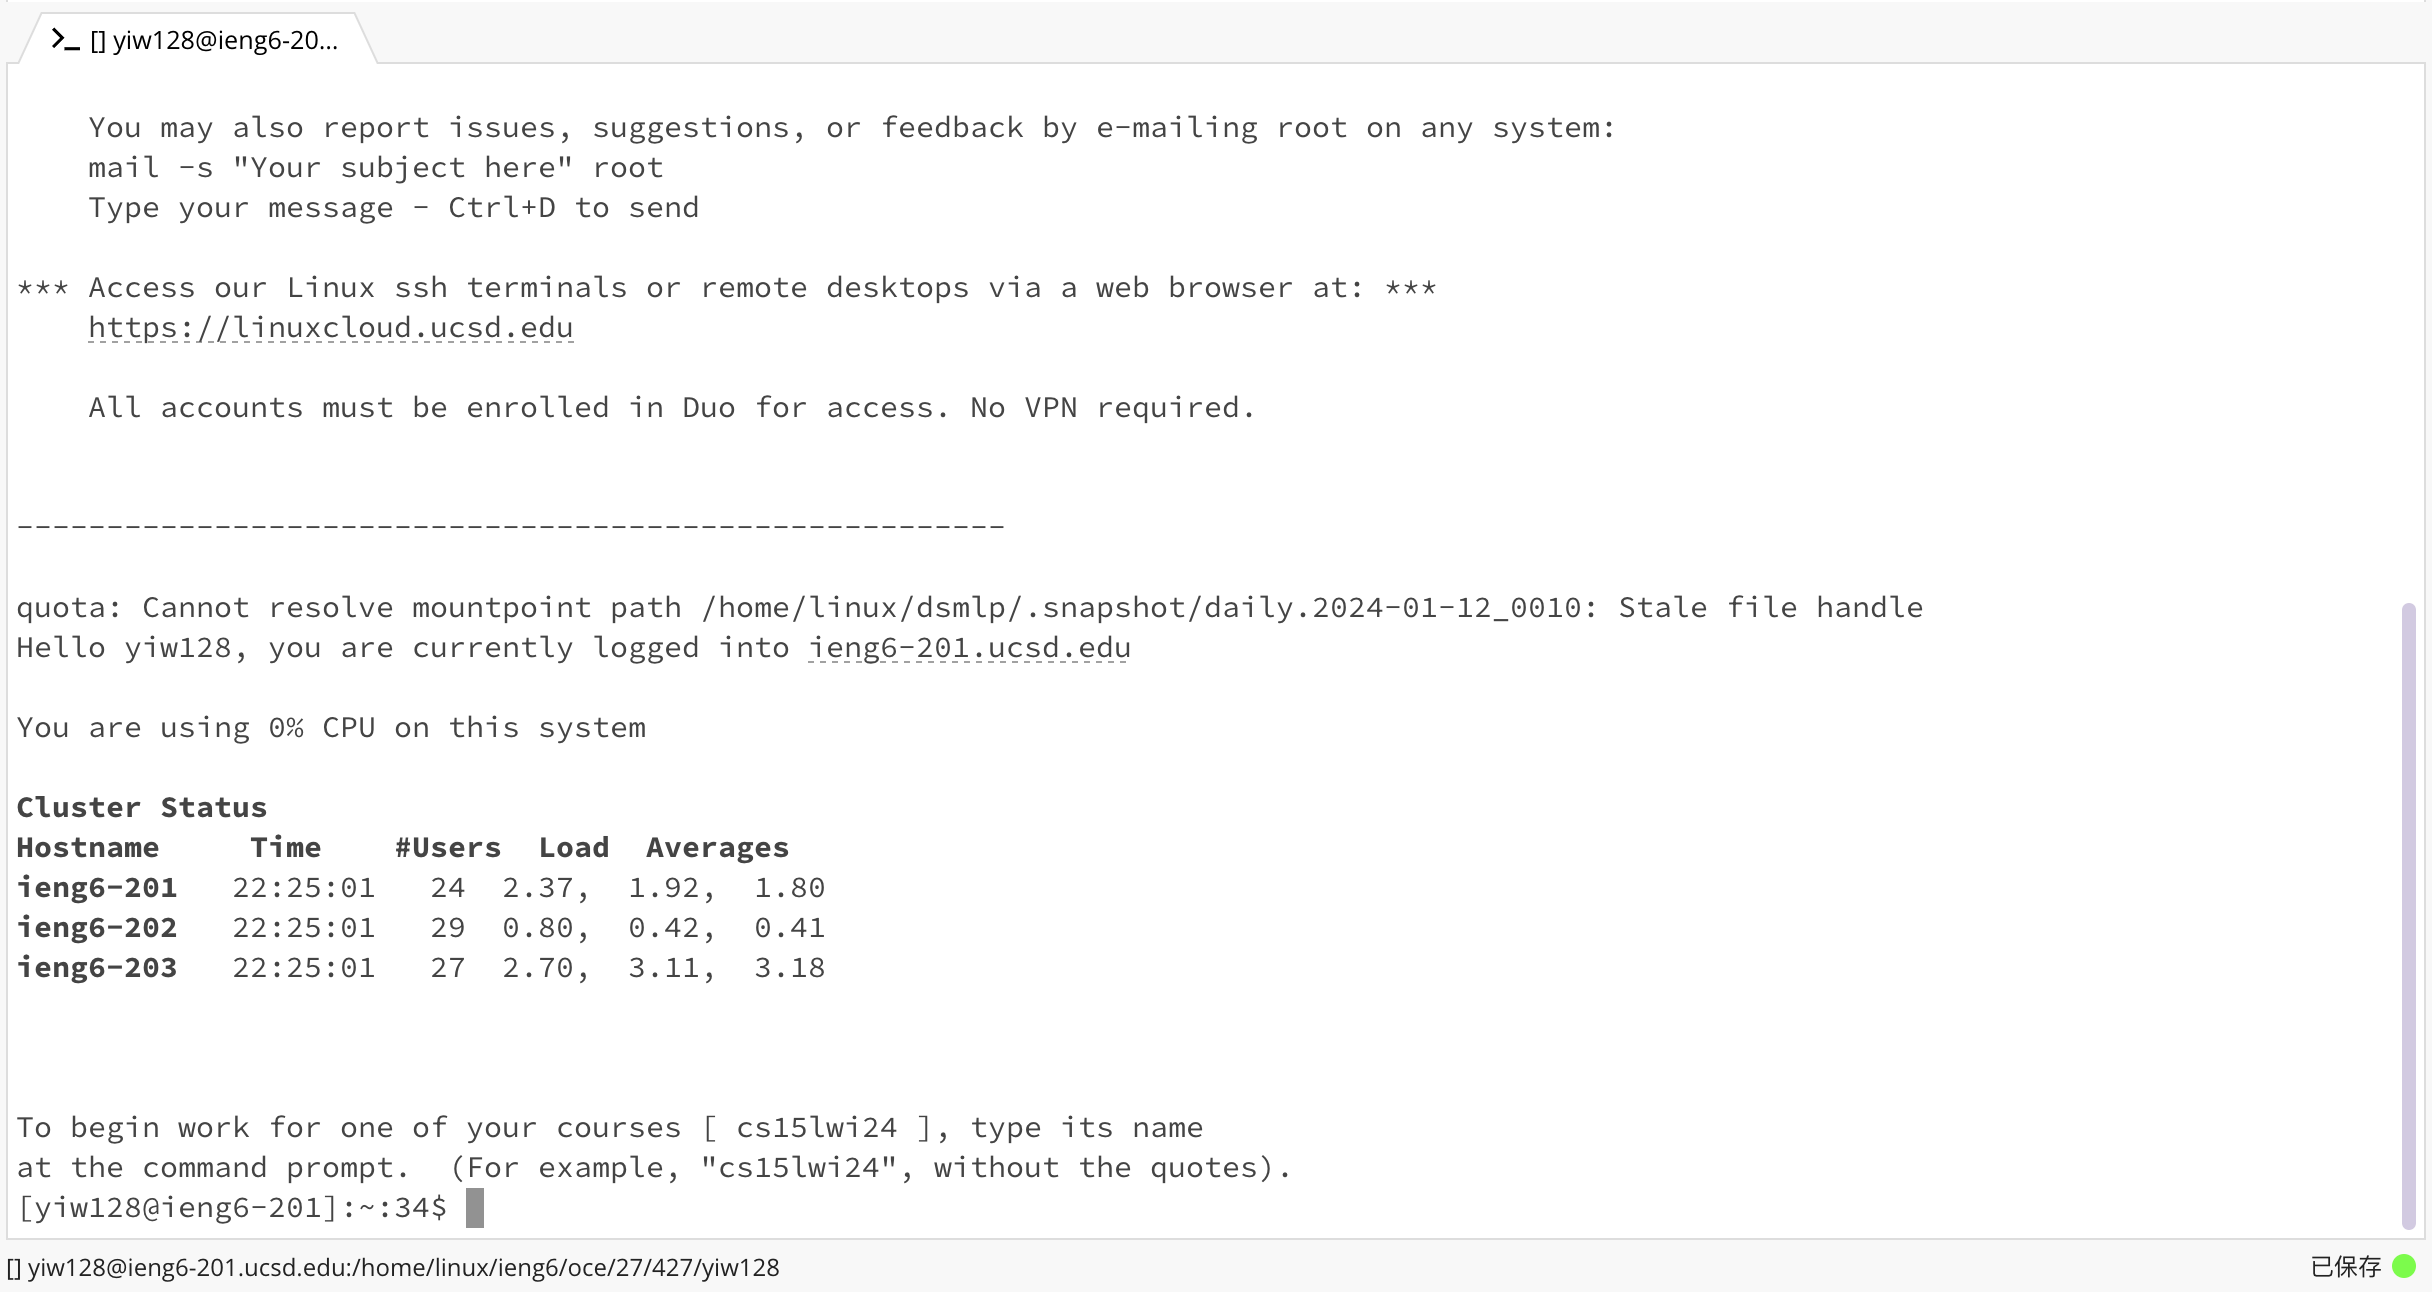 [] yiw128@ieng6-20...
You may also report issues, suggestions, or feedback by e-mailing root on any system:
mail -s "Your subject here" root
Type your message - Ctrl+D to send
*** Access our Linux ssh terminals or remote desktops via a web browser at: ***
https://linuxcloud.ucsd.edu
All accounts must be enrolled in Duo for access. No VPN required.
-------------------------------------------------------
quota: Cannot resolve mountpoint path /home/linux/dsmlp/.snapshot/daily.2024-01-12_0010: Stale file handle
Hello yiw128, you are currently logged into ieng6-201.ucsd.edu
You are using 0% CPU on this system
Cluster Status
Hostname     Time    #Users  Load  Averages
ieng6-201   22:25:01   24  2.37,  1.92,  1.80
ieng6-202   22:25:01   29  0.80,  0.42,  0.41
ieng6-203   22:25:01   27  2.70,  3.11,  3.18
To begin work for one of your courses [ cs15lwi24 ], type its name
at the command prompt.  (For example, "cs15lwi24", without the quotes).
[yiw128@ieng6-201]:~:34$
[] yiw128@ieng6-201.ucsd.edu:/home/linux/ieng6/oce/27/427/yiw128
已保存